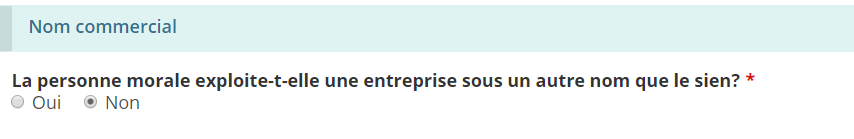 Nom commercial
La personne morale exploite-t-elle une entreprise sous un autre nom que le sien? *
Oui Non